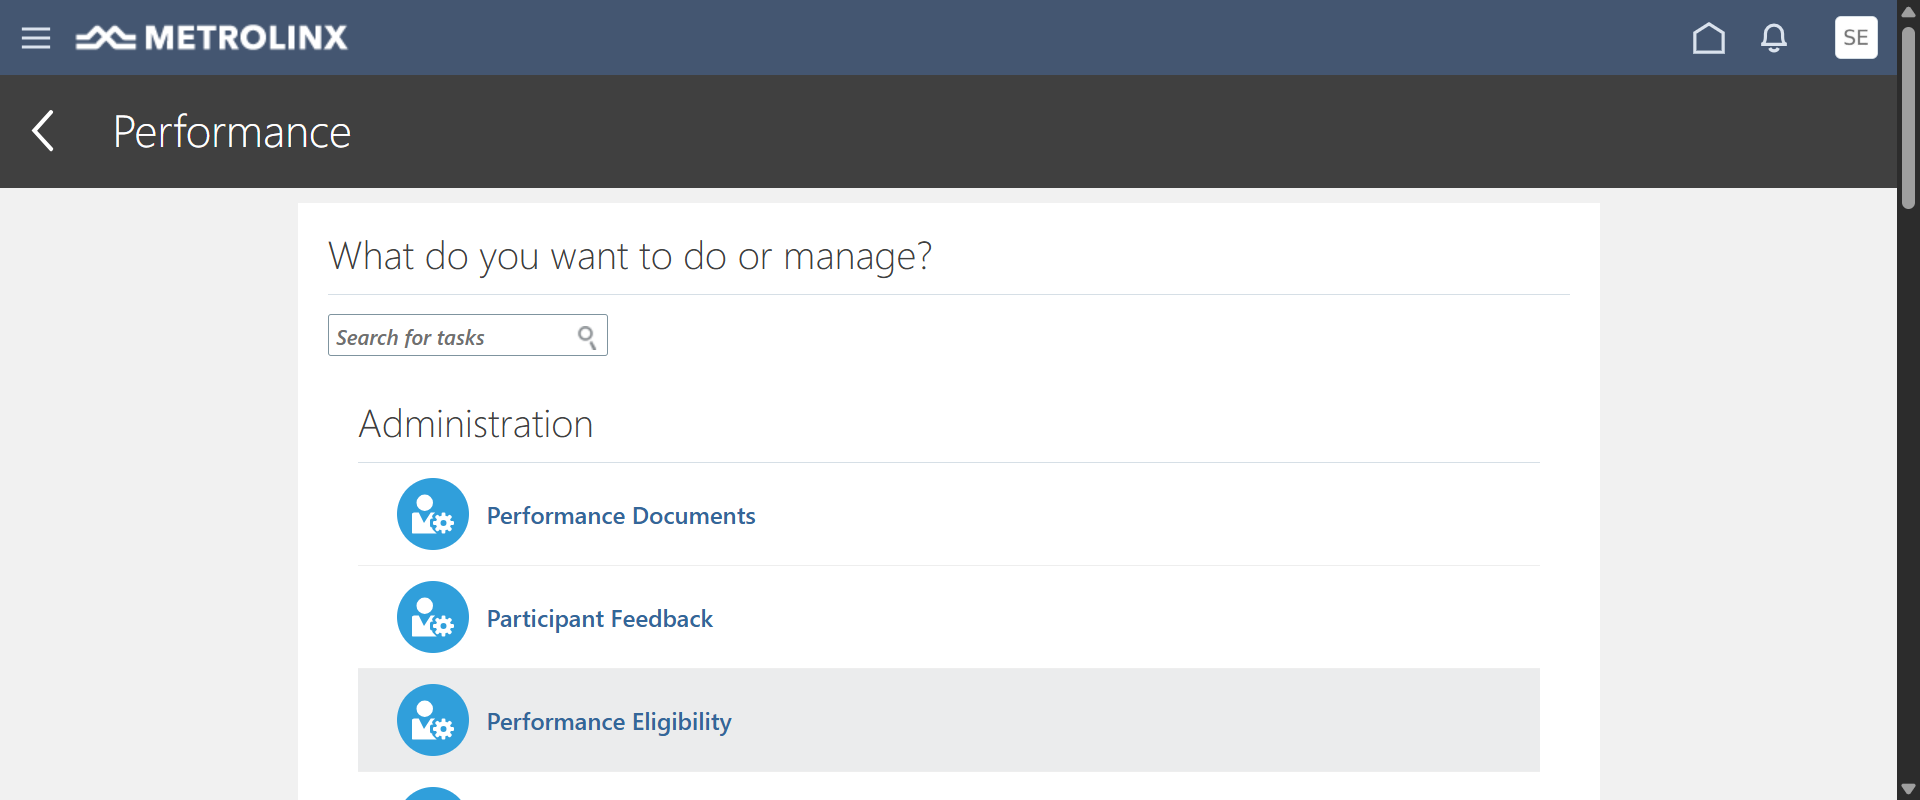 METROLINX
SE
Performance
What do you want to do or manage?
Search for tasks
Administration
Performance Documents
Participant Feedback
Performance Eligibility